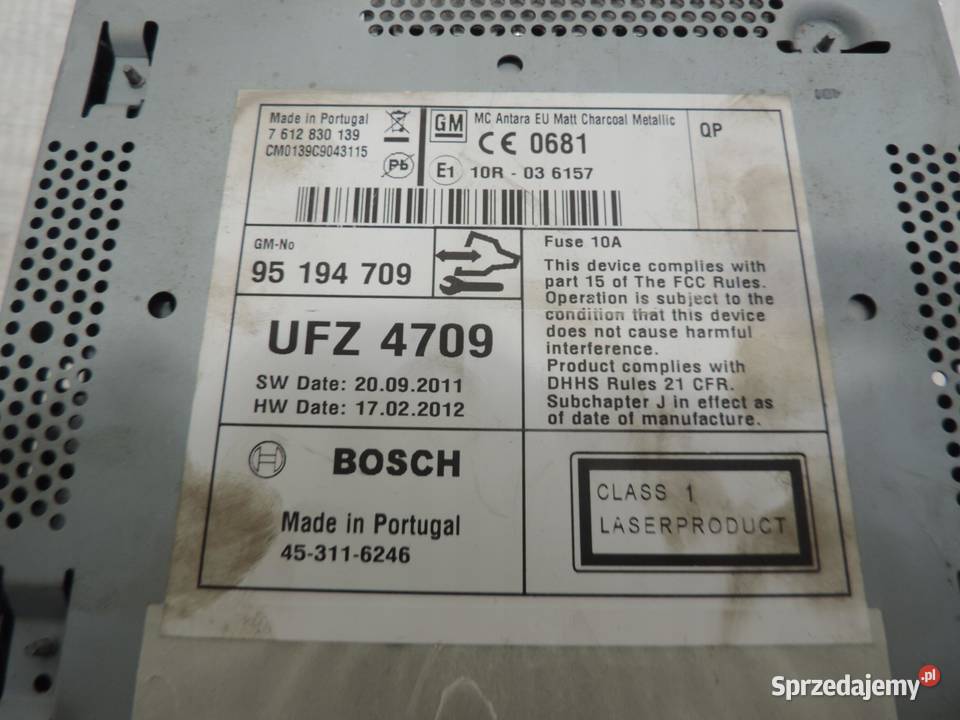 Made in Portugal
7 612 830 139
CM0139C9043115
Pb
GM
MC Antara EU Matt Charcoal Metallic
CE 0681
E1 10R - 03 6157
QP
GM-No
95 194 709
UFZ 4709
SW Date: 20.09.2011
HW Date: 17.02.2012
Fuse 10A
This device complies with
part 15 of The FCC Rules.
Operation is subject to the
condition that this device
does not cause harmful
interference.
Product complies with
DHHS Rules 21 CFR.
Subchapter J in effect as
of date of manufacture.
BOSCH
Made in Portugal
45-311-6246
CLASS 1
LASERPRODUCT
Sprzedajemy.pl